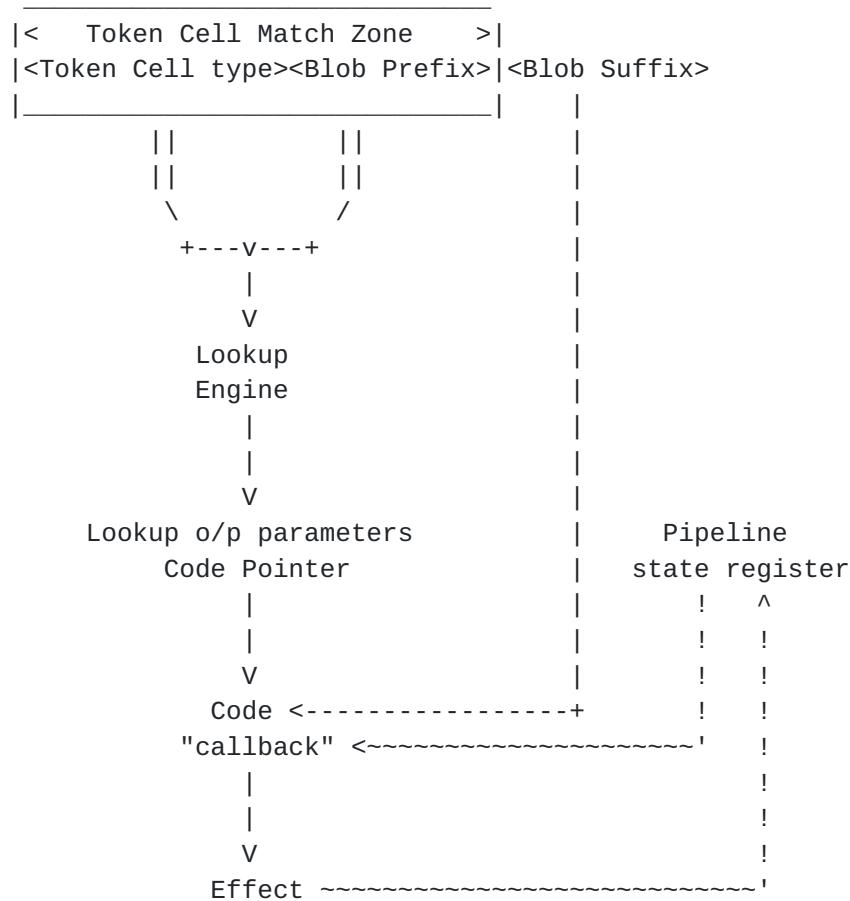 |<   Token Cell Match Zone    >|
|<Token Cell type><Blob Prefix>|<Blob Suffix>
Lookup
Engine
Lookup o/p parameters Pipeline
Code Pointer state register
Code <-----------------+
"callback" <~~~~~~~~~~~~~~~~~~~~~'
Effect ~~~~~~~~~~~~~~~~~~~~~~~~~~~~'